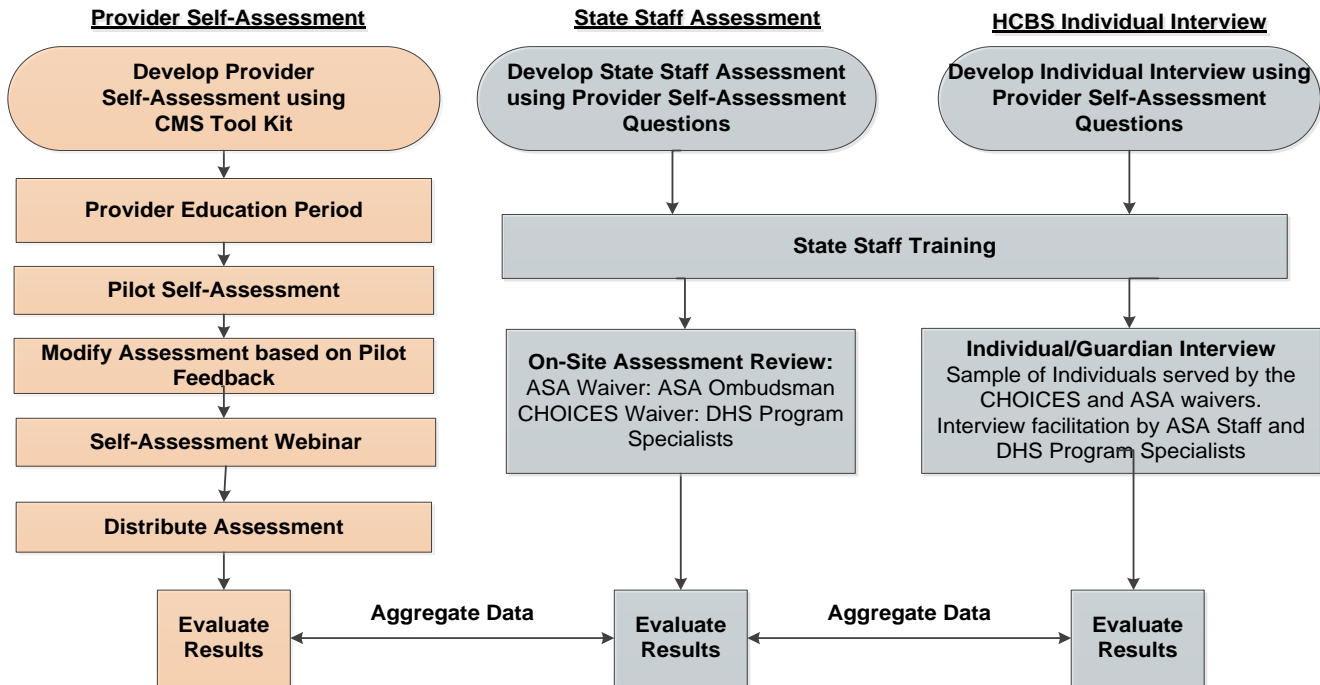 Provider Self-Assessment
Develop Provider
Self-Assessment using
CMS Tool Kit
Provider Education Period
Pilot Self-Assessment
Modify Assessment based on Pilot
Feedback
Self-Assessment Webinar
Distribute Assessment
Evaluate
Results
Aggregate Data
State Staff Assessment
Develop State Staff Assessment
using Provider Self-Assessment
Questions
HCBS Individual Interview
Develop Individual Interview using
Provider Self-Assessment
Questions
State Staff Training
On-Site Assessment Review:
ASA Waiver: ASA Ombudsman
CHOICES Waiver: DHS Program
Specialists
Evaluate
Results
Aggregate Data
Individual/Guardian Interview
Sample of Individuals served by the
CHOICES and ASA waivers.
Interview facilitation by ASA Staff and
DHS Program Specialists
Evaluate
Results